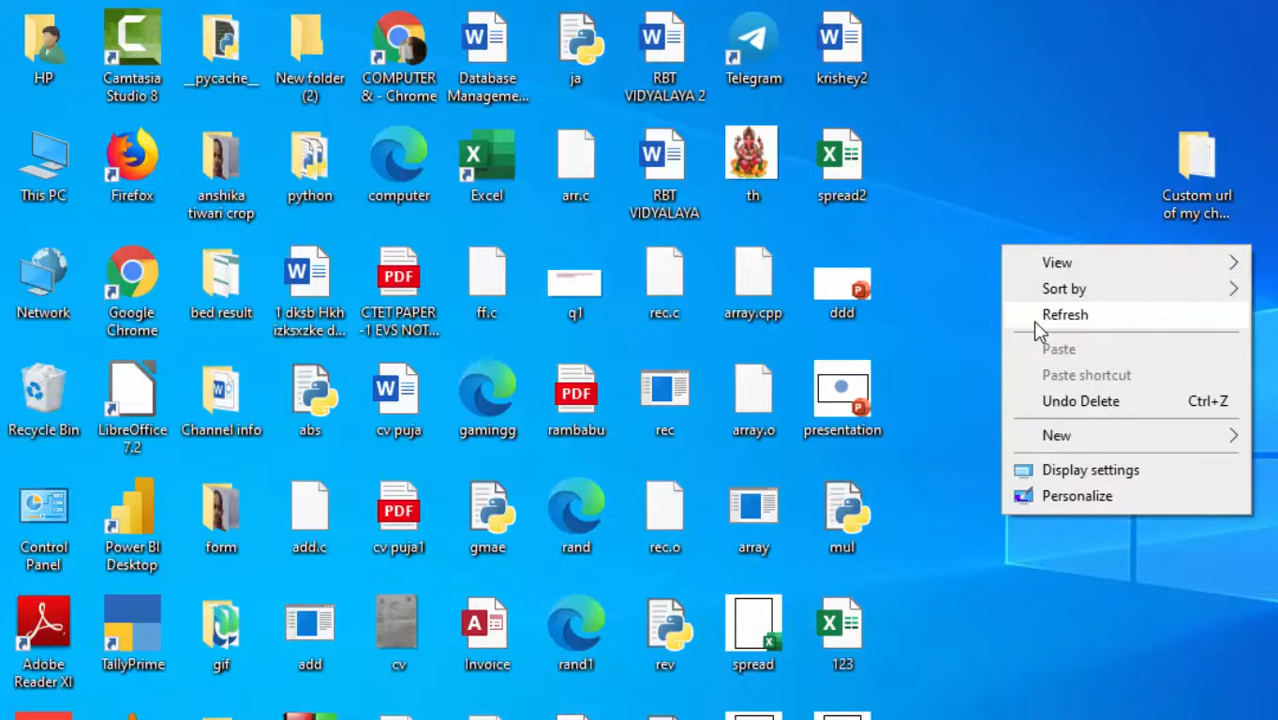 HP
Camtasia
Studio 8
__pycache__
New folder
(2)
COMPUTER
& - Chrome
Database
Manageme...
ja
RBT
VIDYALAYA 2
Telegram
krishey2
This PC
Firefox
anshika
tiwari crop
python
computer
Excel
arr.c
RBT
VIDYALAYA
th
spread2
Custom url
of my ch...
Network
Google
Chrome
bed result
1 dksb Hkh
izksxzke d...
PDF
CTET PAPER
-1 EVS NOT...
ff.c
q1
rec.c
array.cpp
ddd
Recycle Bin
LibreOffice
7.2
Channel info
abs
cv puja
gamingg
PDF
rambabu
rec
array.o
presentation
Control
Panel
Power BI
Desktop
form
add.c
PDF
cv puja1
gmae
rand
rec.o
array
mul
Adobe
Reader XI
TallyPrime
gif
add
cv
Invoice
rand1
rev
spread
123
View
Sort by
Refresh
Paste
Paste shortcut
Undo Delete Ctrl+Z
New
Display settings
Personalize